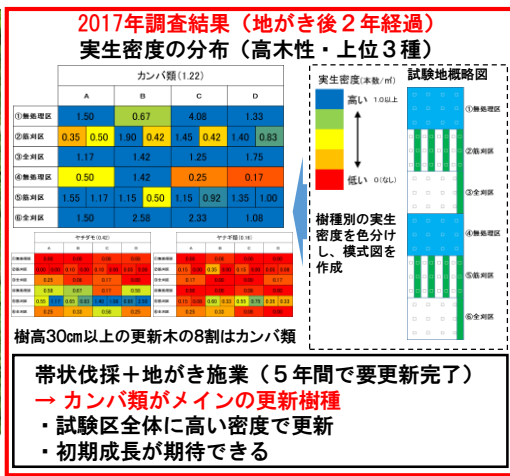 2017年調査結果（地がき後２年経過）
実生密度の分布（高木性・上位３種）
カンバ類(1.22)
A B C D
①無処理区 1.50 0.67 4.08 1.33
②筋刈区 0.35 0.50 1.90 0.42 1.45 0.42 1.40 0.83
③全刈区 1.17 1.42 1.25 1.75
④無処理区 0.50 1.42 0.25 0.17
⑤筋刈区 1.55 1.17 1.15 0.50 1.15 0.92 1.35 1.00
⑥全刈区 1.50 2.58 2.33 1.08
実生密度(本数/㎡)
高い 1.0以上
低い 0(なし)
樹種別の実生
密度を色分け
し、模式図を
作成
試験地概略図
①無処理区
②筋刈区
③全刈区
④無処理区
⑤筋刈区
⑥全刈区
ヤチダモ(0.42)
ヤナギ類(0.16)
樹高30㎝以上の更新木の８割はカンバ類
帯状伐採＋地がき施業（５年間で要更新完了）
→ カンバ類がメインの更新樹種
・試験区全体に高い密度で更新
・初期成長が期待できる